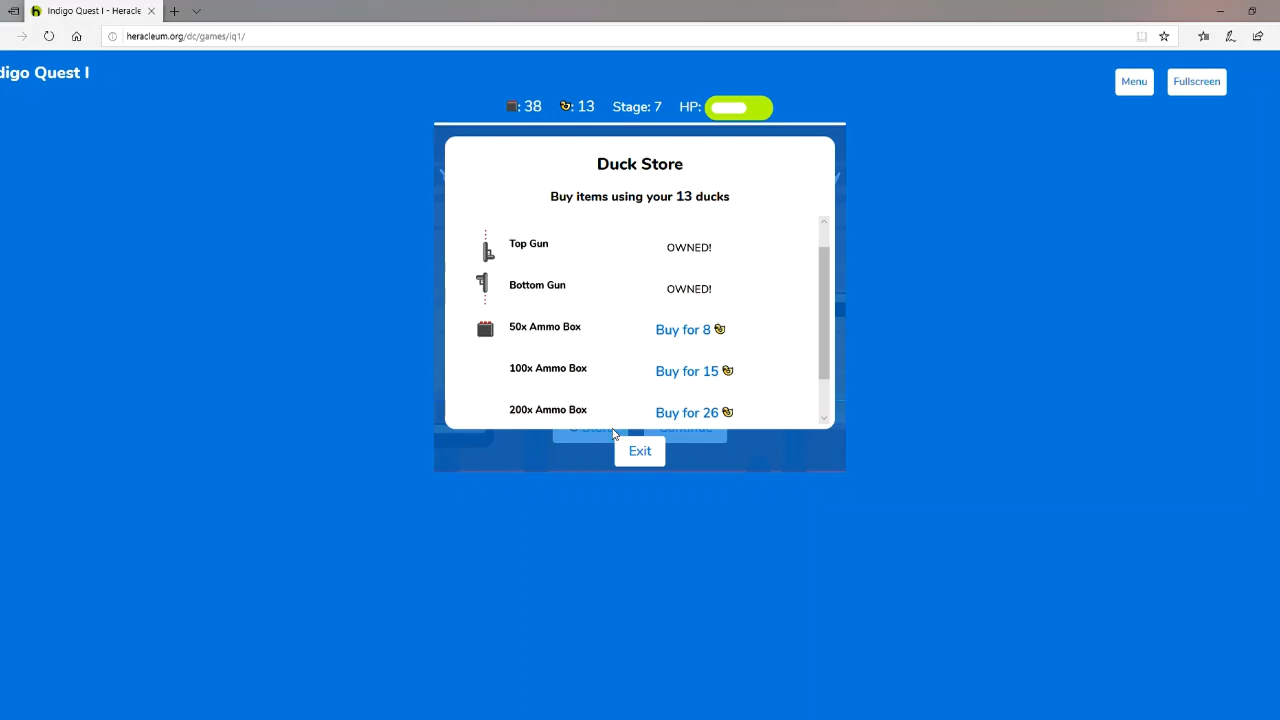 Indigo Quest I - Heracle
heracleum.org/dc/games/iq1/
digo Quest I
Menu
Fullscreen
: 38
: 13
Stage: 7
HP:
Duck Store
Buy items using your 13 ducks
Top Gun
OWNED!
Bottom Gun
OWNED!
50x Ammo Box
Buy for 8
100x Ammo Box
Buy for 15
200x Ammo Box
Buy for 26
Continue
Exit